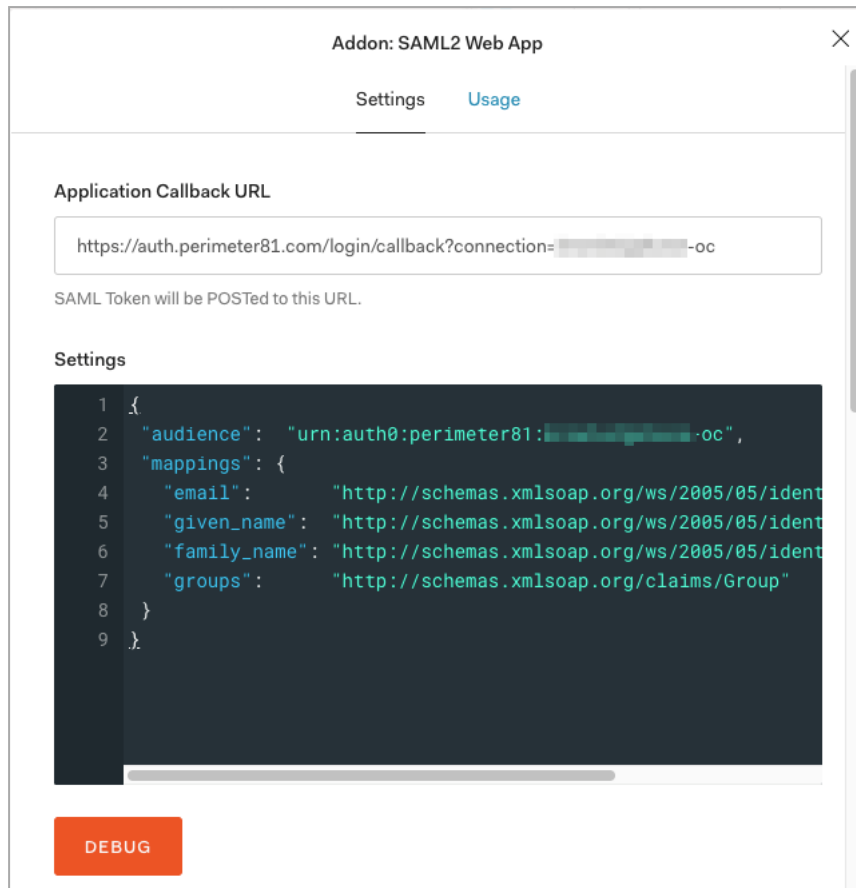 Addon: SAML2 Web App
Settings Usage
Application Callback URL
https://auth.perimeter81.com/login/callback?connection= -oc
SAML Token will be POSTed to this URL.
Settings
1 {
2 "audience": "urn:auth0:perimeter81: -oc",
3 "mappings": {
4 "email": "http://schemas.xmlsoap.org/ws/2005/05/ident
5 "given_name": "http://schemas.xmlsoap.org/ws/2005/05/ident
6 "family_name": "http://schemas.xmlsoap.org/ws/2005/05/ident
7 "groups": "http://schemas.xmlsoap.org/claims/Group"
8 }
9 }
DEBUG